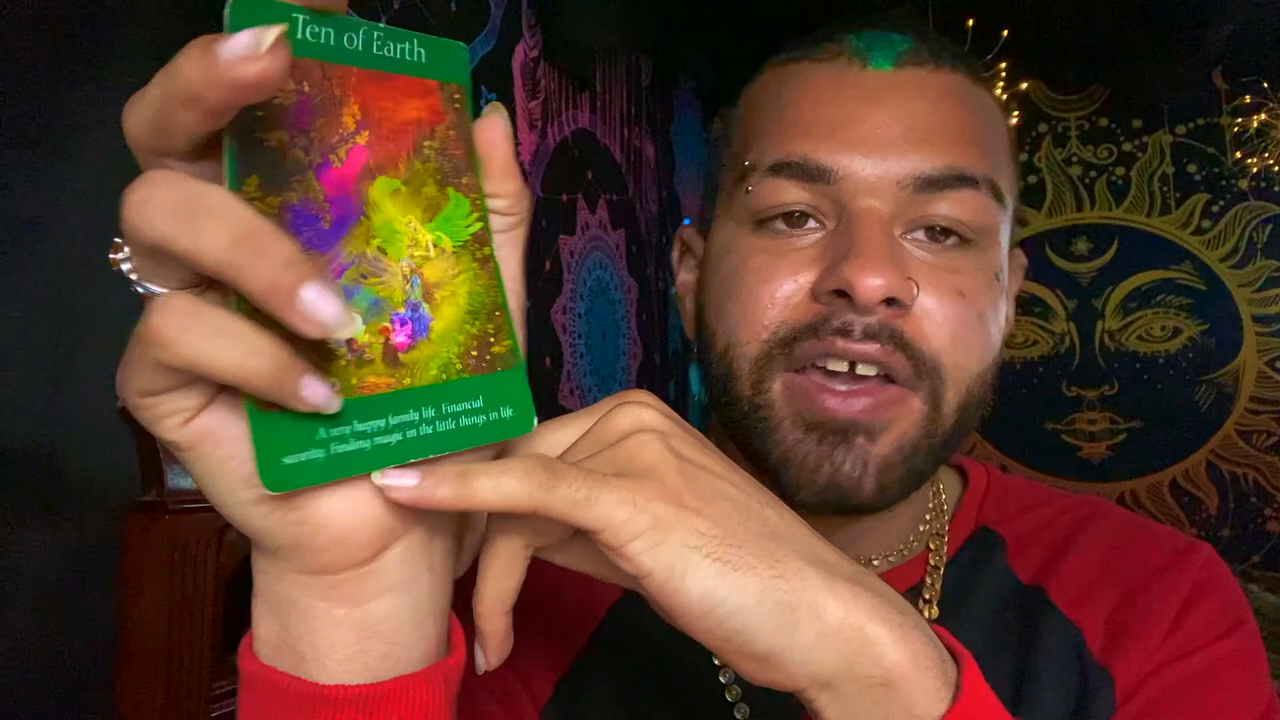 Ten of Earth
A very happy family life. Financial
security. Finding magic in the little things in life.